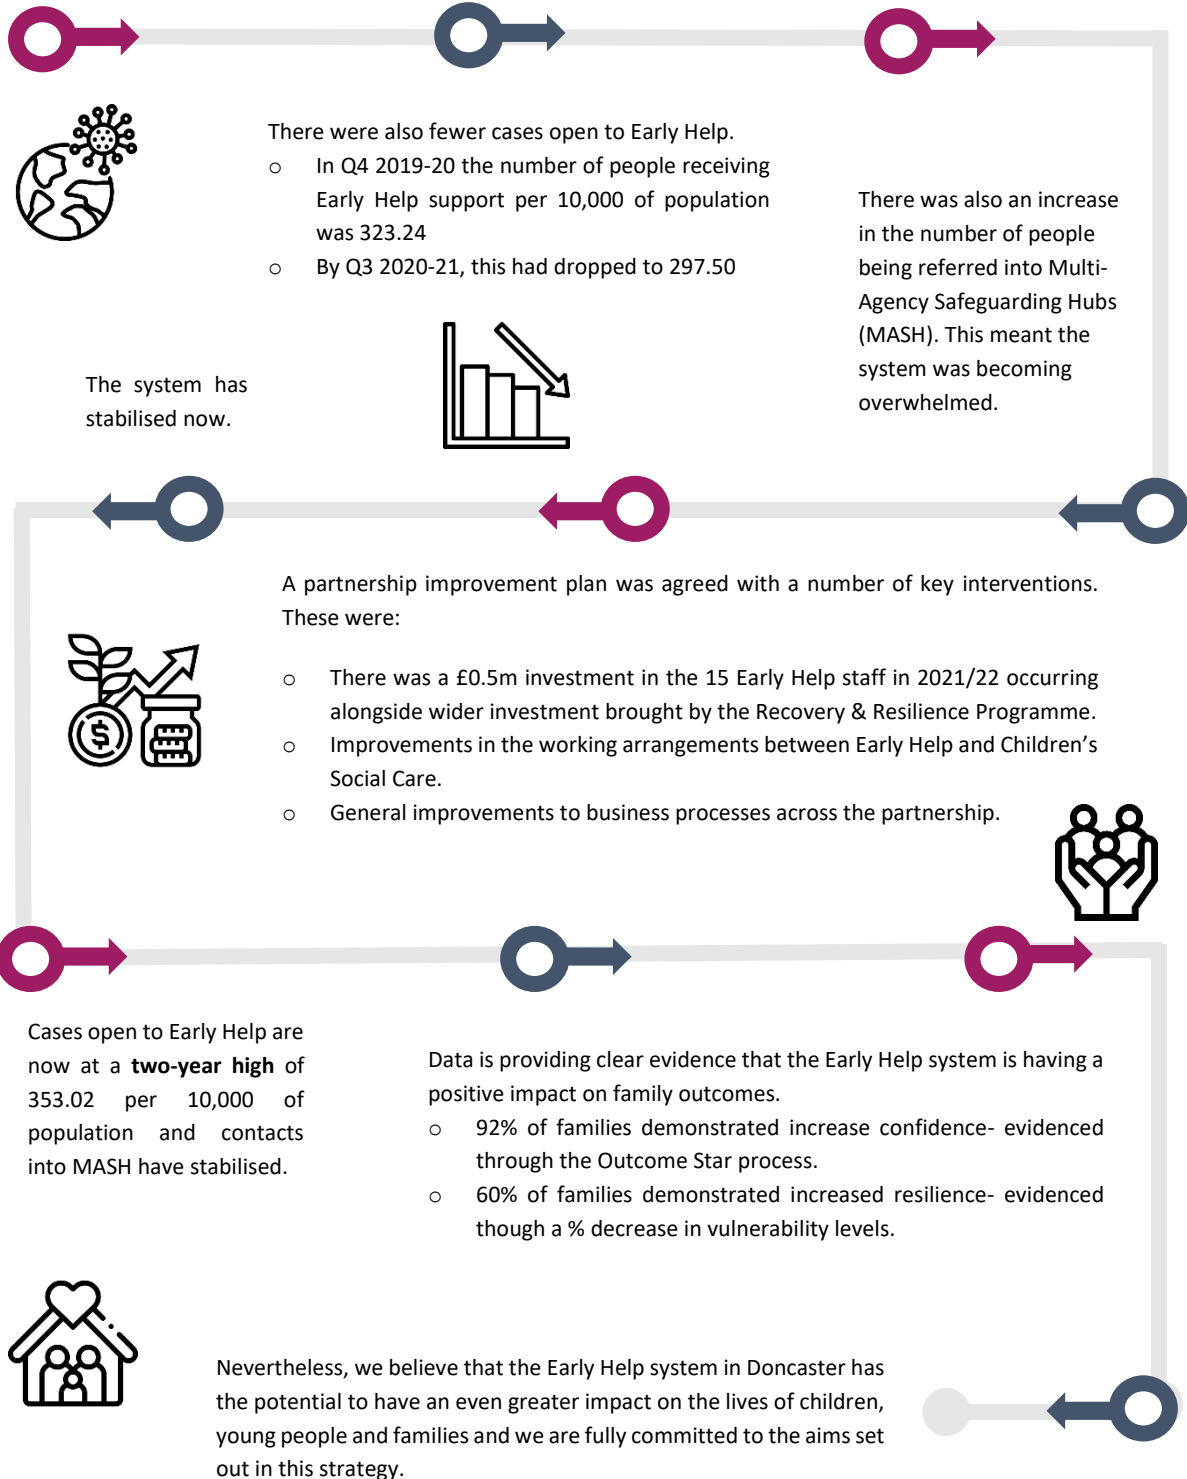 There were also fewer cases open to Early Help.
o In Q4 2019-20 the number of people receiving
Early Help support per 10,000 of population
was 323.24
o By Q3 2020-21, this had dropped to 297.50
There was also an increase
in the number of people
being referred into Multi-
Agency Safeguarding Hubs
(MASH). This meant the
system was becoming
overwhelmed.
The system has
stabilised now.
A partnership improvement plan was agreed with a number of key interventions.
These were:
o There was a £0.5m investment in the 15 Early Help staff in 2021/22 occurring
alongside wider investment brought by the Recovery & Resilience Programme.
o Improvements in the working arrangements between Early Help and Children’s
Social Care.
o General improvements to business processes across the partnership.
$
Cases open to Early Help are
now at a two-year high of
353.02 per 10,000 of
population and contacts
into MASH have stabilised.
Data is providing clear evidence that the Early Help system is having a
positive impact on family outcomes.
o 92% of families demonstrated increase confidence- evidenced
through the Outcome Star process.
o 60% of families demonstrated increased resilience- evidenced
though a % decrease in vulnerability levels.
Nevertheless, we believe that the Early Help system in Doncaster has
the potential to have an even greater impact on the lives of children,
young people and families and we are fully committed to the aims set
out in this strategy.